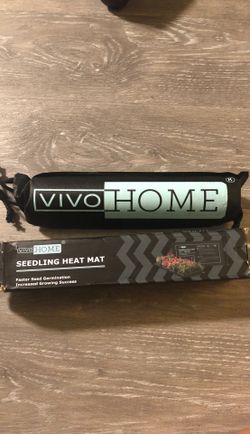 VIVO HOME
VIVO HOME
SEEDLING HEAT MAT
Faster Seed Germination
Increased Growing Success